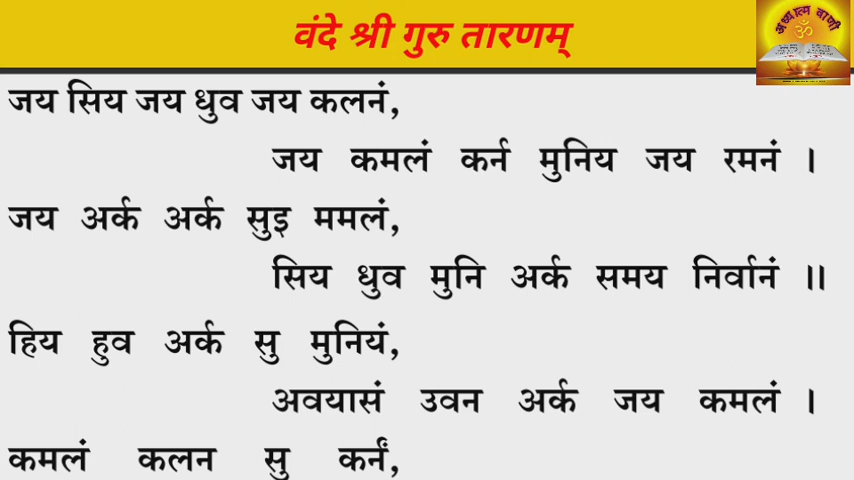 वंदे श्री गुरु तारणम्
अध्यात्म वाणी
ॐ
जय सिय जय धुव जय कलनं,
जय कमलं कर्न मुनिय जय रमनं ।
जय अर्क अर्क सुइ ममलं,
सिय धुव मुनि अर्क समय निर्वानं ॥
हिय हुव अर्क सु मुनियं,
अवयासं उवन अर्क जय कमलं ।
कमलं कलन सु कर्नं,